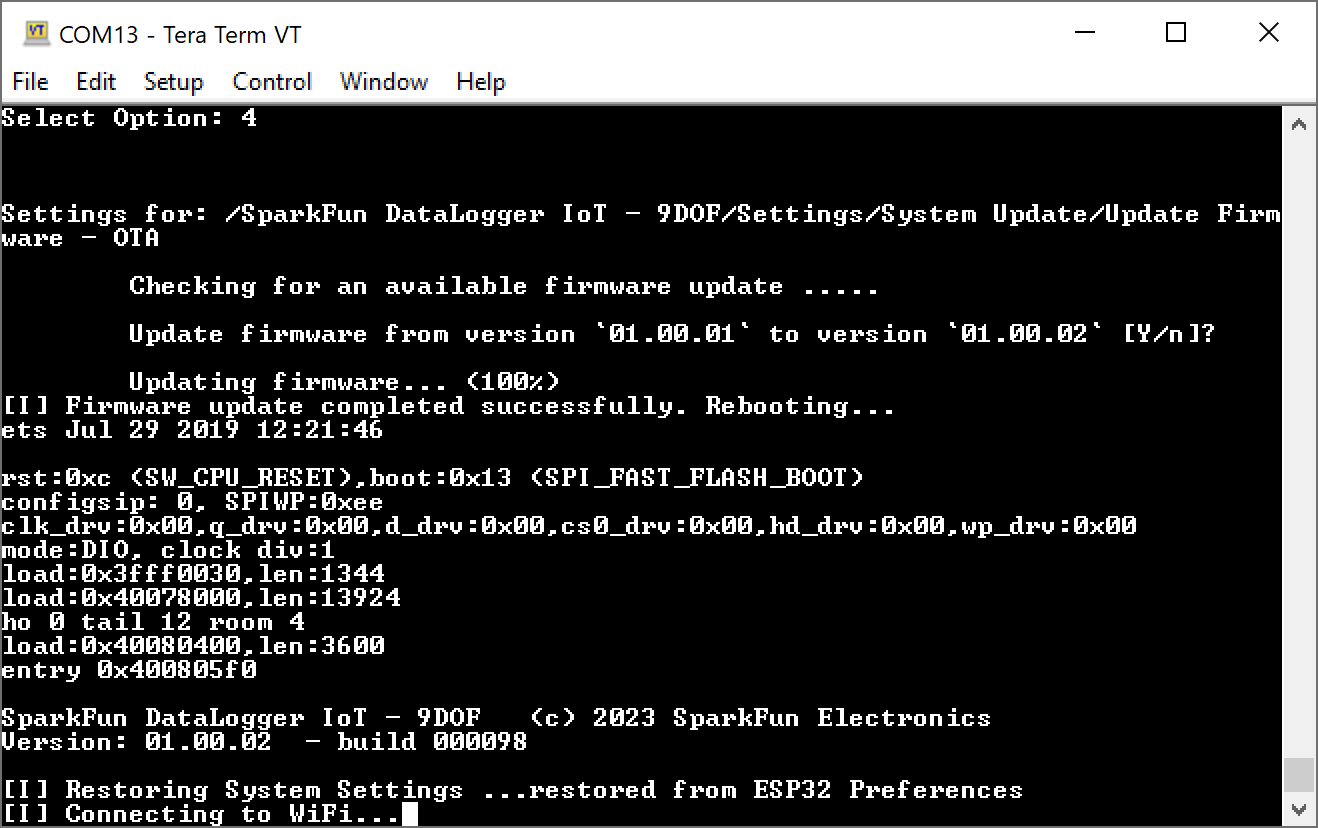 COM13 - Tera Term VT
File Edit Setup Control Window Help
Select Option: 4
Settings for: /SparkFun DataLogger IoT - 9DOF/Settings/System Update/Update Firm
ware - OTA
Checking for an available firmware update .....
Update firmware from version `01.00.01` to version `01.00.02` [Y/n]?
Updating firmware... (100%)
[I] Firmware update completed successfully. Rebooting...
ets Jul 29 2019 12:21:46
rst:0xc (SW_CPU_RESET),boot:0x13 (SPI_FAST_FLASH_BOOT)
configsip: 0, SPIWP:0xee
clk_drv:0x00,q_drv:0x00,d_drv:0x00,cs0_drv:0x00,hd_drv:0x00,wp_drv:0x00
mode:DIO, clock div:1
load:0x3fff0030,len:1344
load:0x40078000,len:13924
ho 0 tail 12 room 4
load:0x40080400,len:3600
entry 0x400805f0
SparkFun DataLogger IoT - 9DOF   (c) 2023 SparkFun Electronics
Version: 01.00.02  - build 000098
[I] Restoring System Settings ...restored from ESP32 Preferences
[I] Connecting to WiFi...